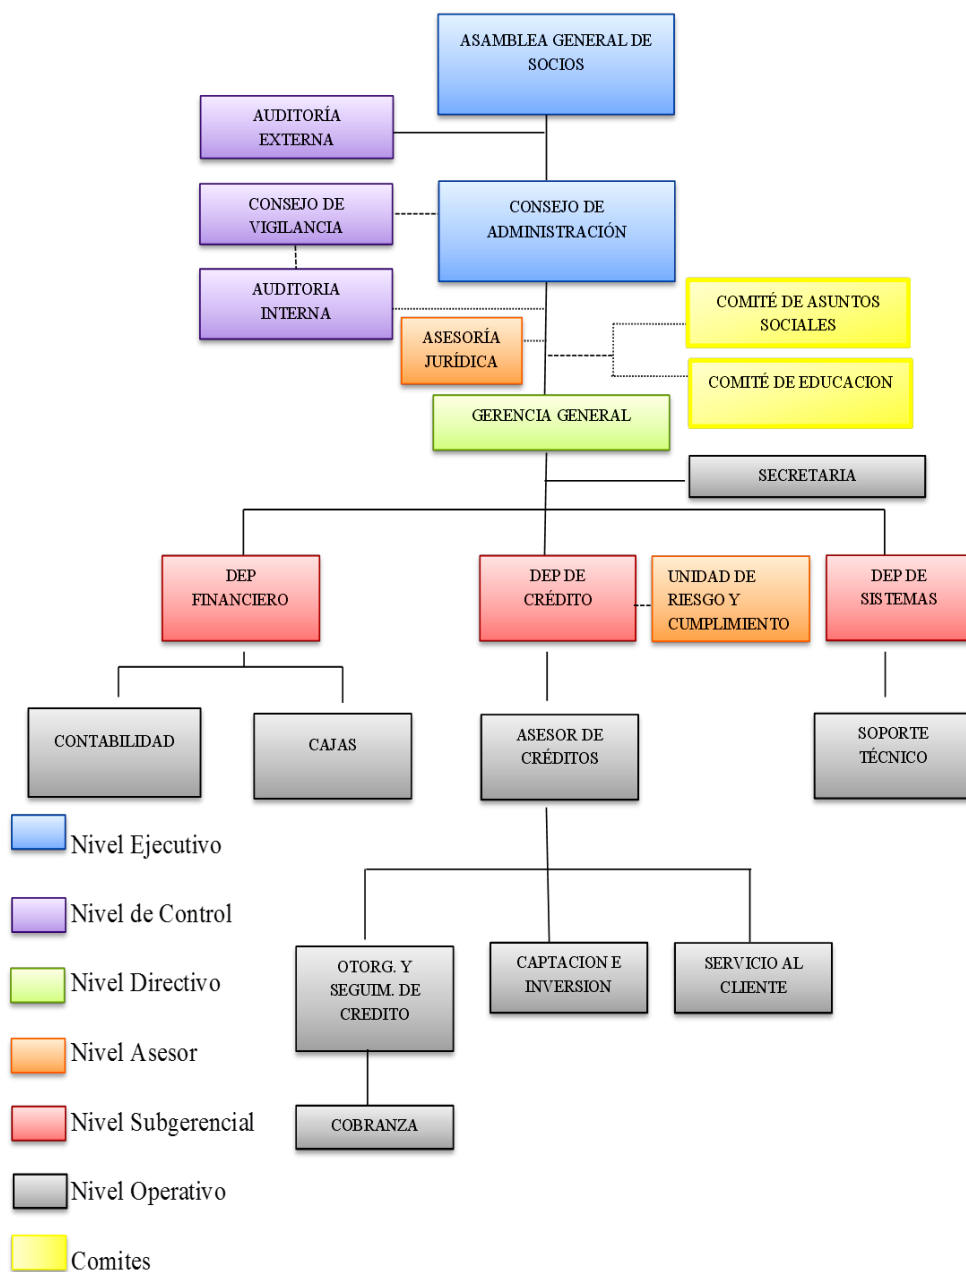 ASAMBLEA GENERAL DE
SOCIOS
AUDITORÍA
EXTERNA
CONSEJO DE
VIGILANCIA
CONSEJO DE
ADMINISTRACIÓN
AUDITORIA
INTERNA
COMITÉ DE ASUNTOS
SOCIALES
ASESORÍA
JURÍDICA
COMITÉ DE EDUCACION
GERENCIA GENERAL
SECRETARIA
DEP
FINANCIERO
DEP DE
CRÉDITO
UNIDAD DE
RIESGO Y
CUMPLIMIENTO
DEP DE
SISTEMAS
CONTABILIDAD
CAJAS
ASESOR DE
CRÉDITOS
SOPORTE
TÉCNICO
Nivel Ejecutivo
Nivel de Control
Nivel Directivo
Nivel Asesor
Nivel Subgerencial
Nivel Operativo
Comites
OTORG. Y
SEGUIM. DE
CREDITO
CAPTACION E
INVERSION
SERVICIO AL
CLIENTE
COBRANZA